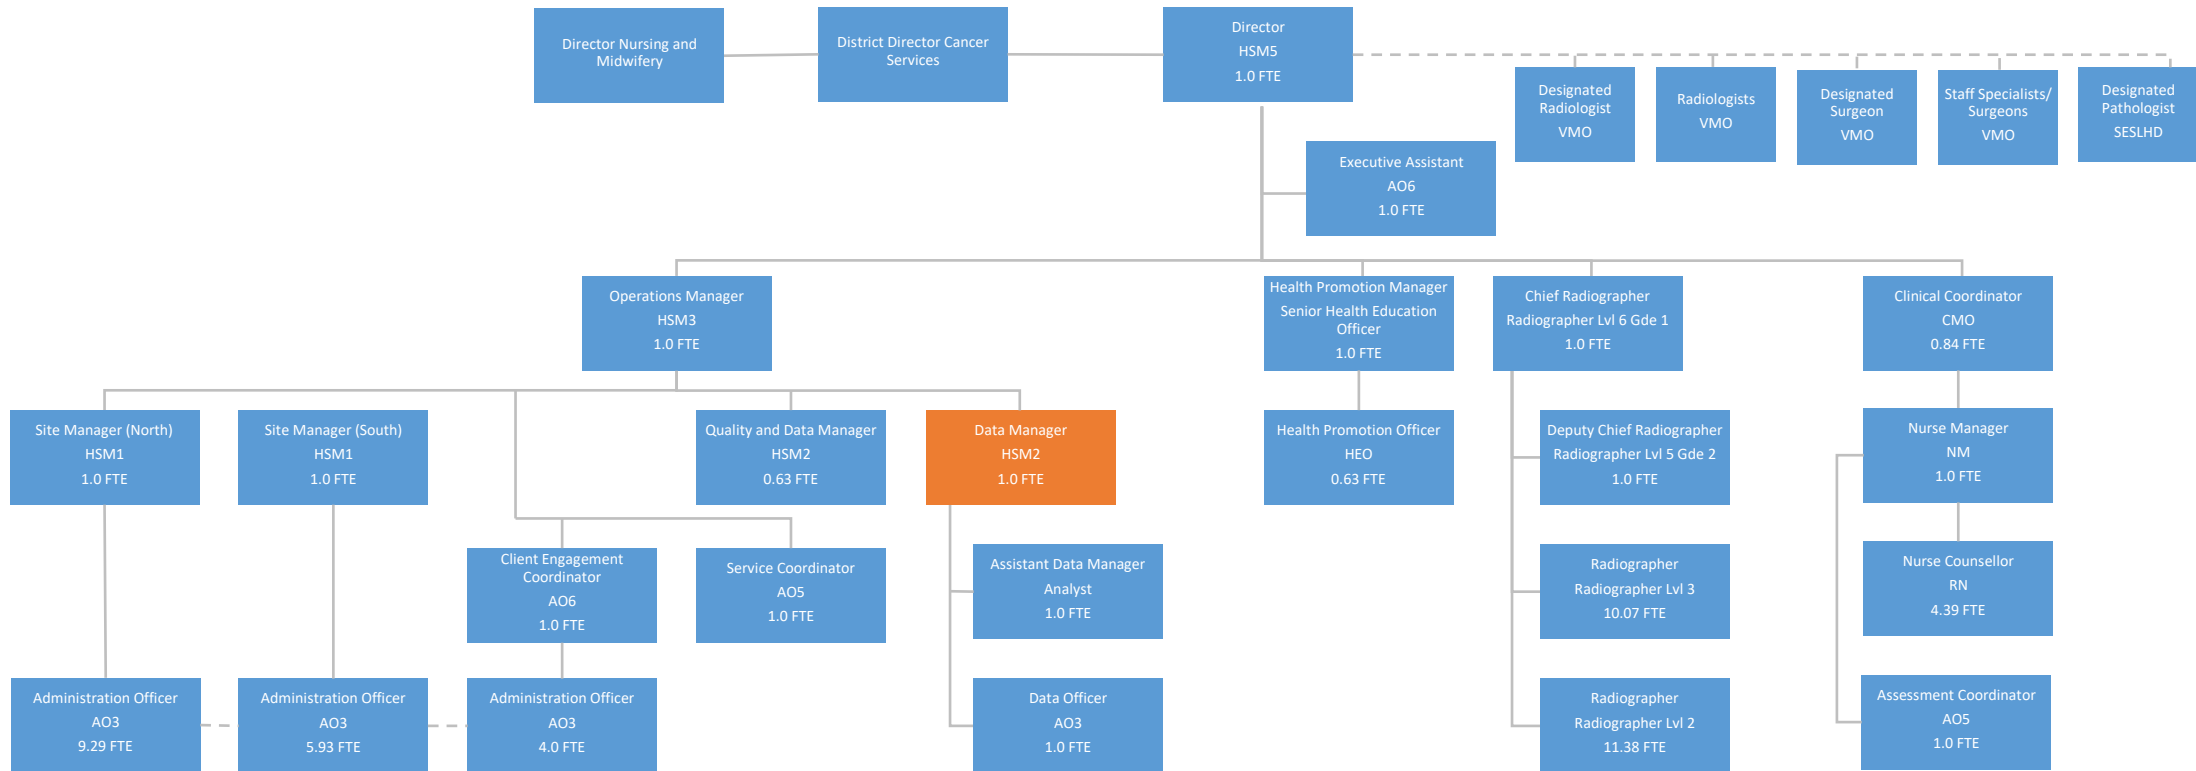 Director Nursing and
Midwifery
District Director Cancer
Services
Director
HSM5
1.0 FTE
Designated
Radiologist
VMO
Radiologists
VMO
Designated
Surgeon
VMO
Staff Specialists/
Surgeons
VMO
Designated
Pathologist
SESLHD
Executive Assistant
AO6
1.0 FTE
Operations Manager
HSM3
1.0 FTE
Health Promotion Manager
Senior Health Education
Officer
1.0 FTE
Chief Radiographer
Radiographer Lvl 6 Gde 1
1.0 FTE
Clinical Coordinator
CMO
0.84 FTE
Site Manager (North)
HSM1
1.0 FTE
Site Manager (South)
HSM1
1.0 FTE
Quality and Data Manager
HSM2
0.63 FTE
Data Manager
HSM2
1.0 FTE
Health Promotion Officer
HEO
0.63 FTE
Deputy Chief Radiographer
Radiographer Lvl 5 Gde 2
1.0 FTE
Nurse Manager
NM
1.0 FTE
Client Engagement
Coordinator
AO6
1.0 FTE
Service Coordinator
AO5
1.0 FTE
Assistant Data Manager
Analyst
1.0 FTE
Radiographer
Radiographer Lvl 3
10.07 FTE
Nurse Counsellor
RN
4.39 FTE
Administration Officer
AO3
9.29 FTE
Administration Officer
AO3
5.93 FTE
Administration Officer
AO3
4.0 FTE
Data Officer
AO3
1.0 FTE
Radiographer
Radiographer Lvl 2
11.38 FTE
Assessment Coordinator
AO5
1.0 FTE